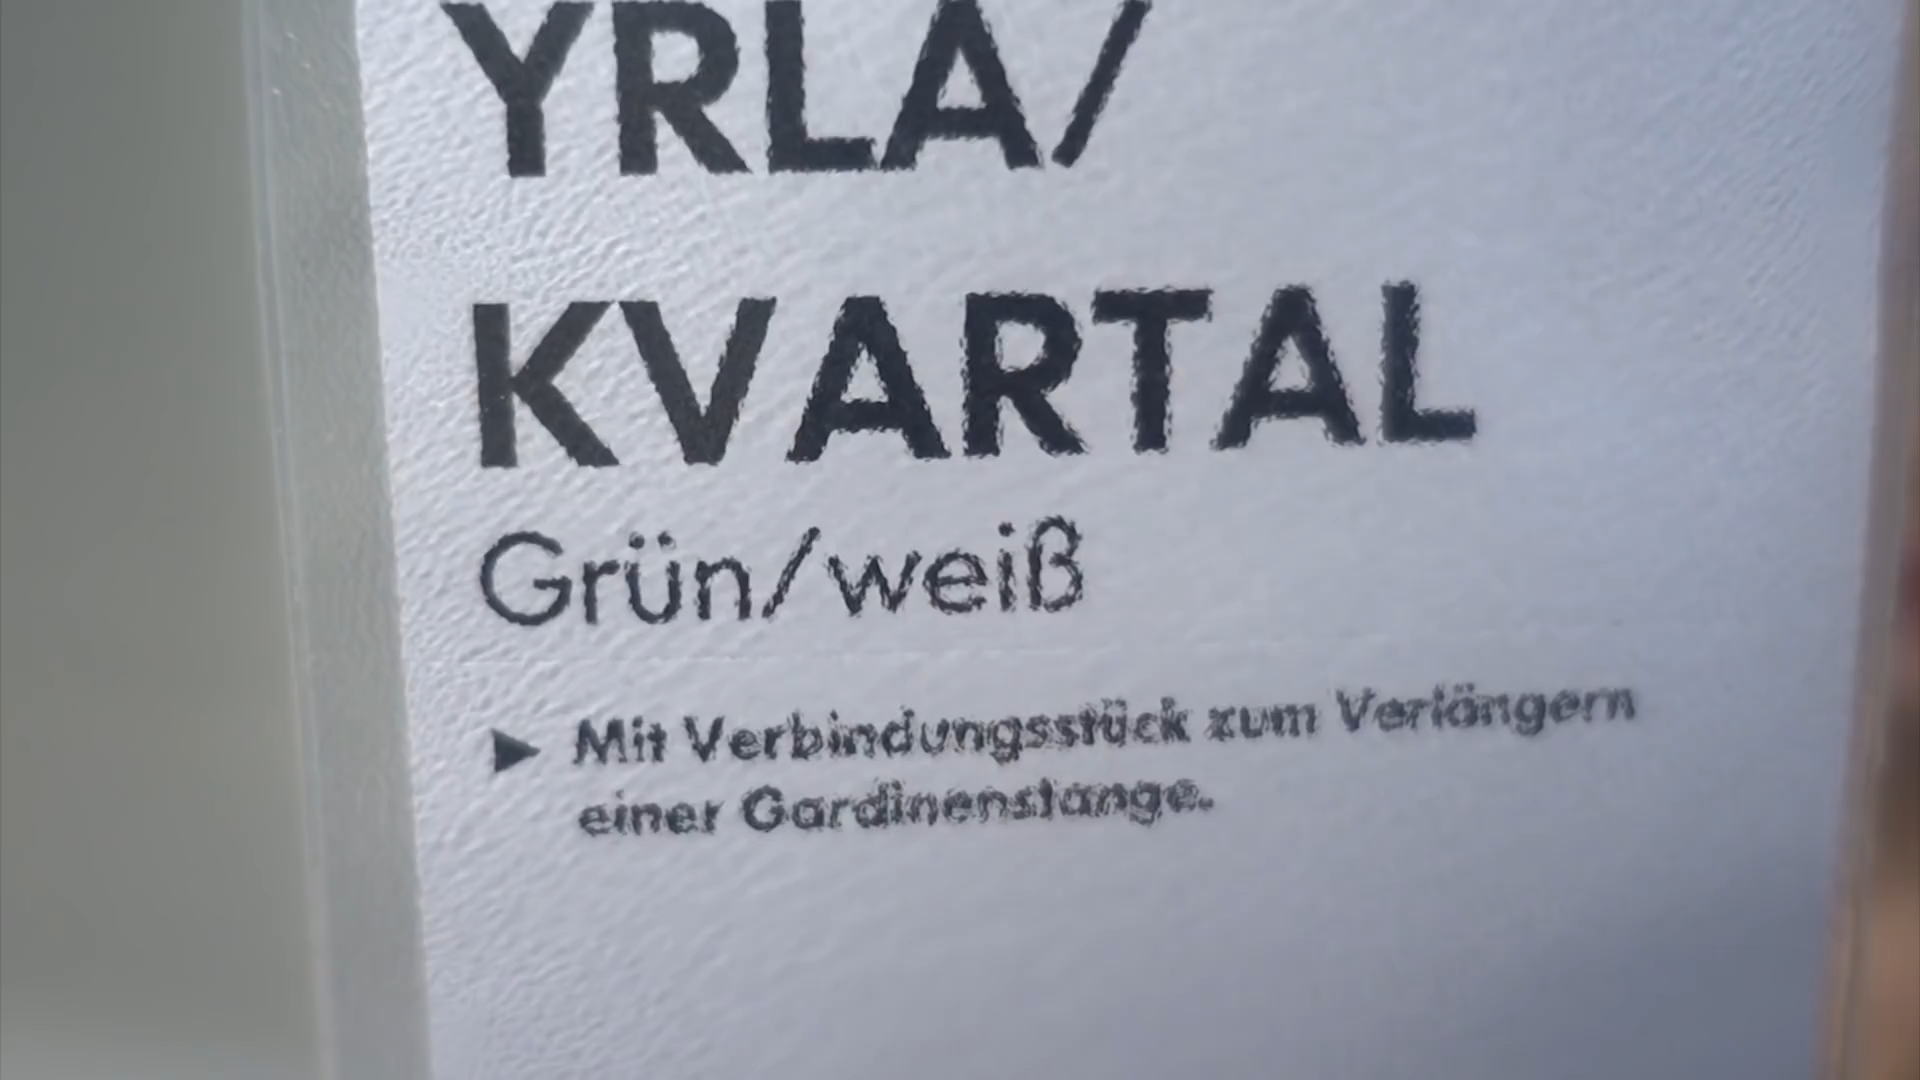 YRLA/
KVARTAL
Grün/weiß
▶ Mit Verbindungsstück zum Verlängern
einer Gardinenstange.